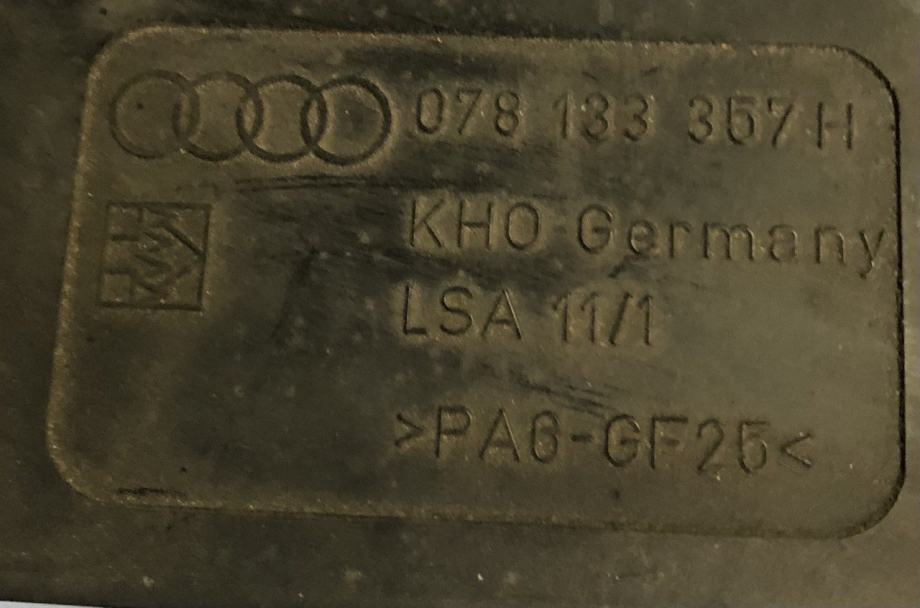 078 133 357 H
KHO Germany
LSA 11/1
>PA6-GF25<